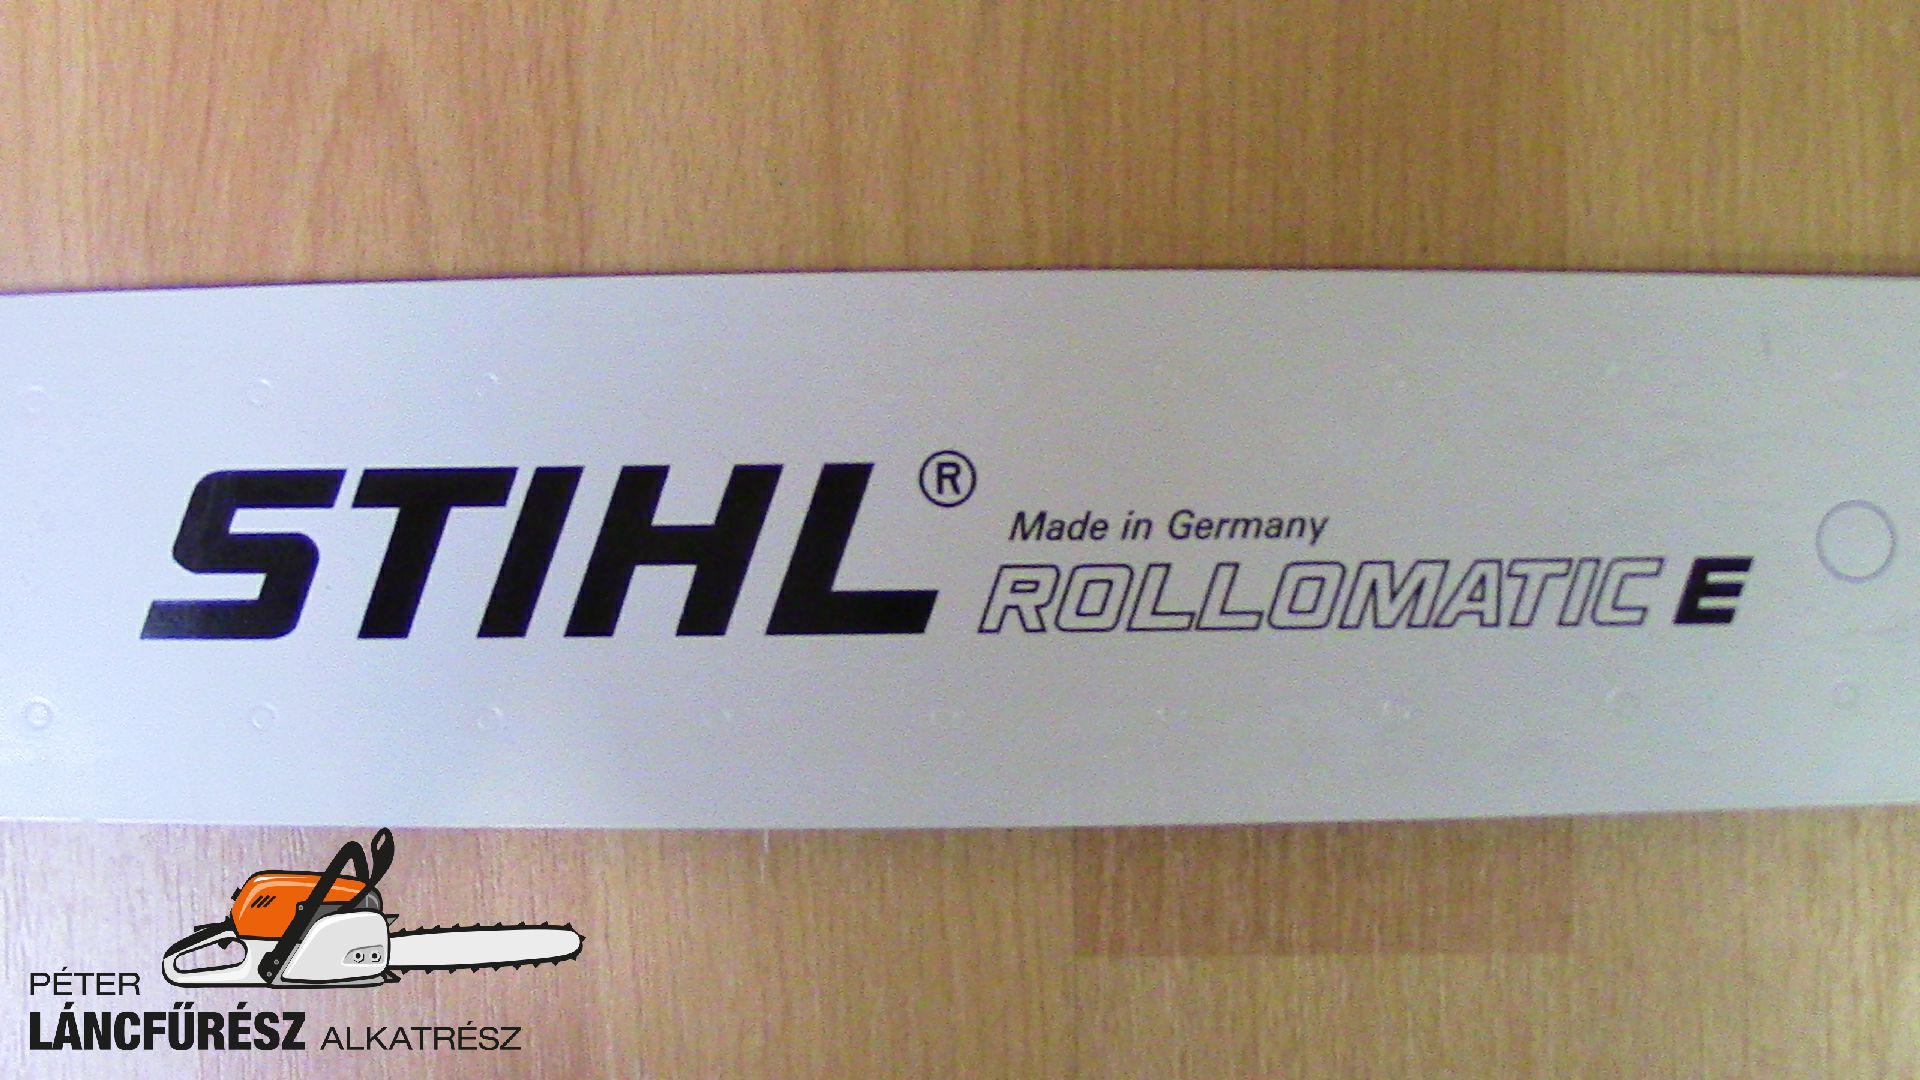 STIHL®
Made in Germany
ROLLOMATIC E
PÉTER
LÁNCFŰRÉSZ ALKATRÉSZ